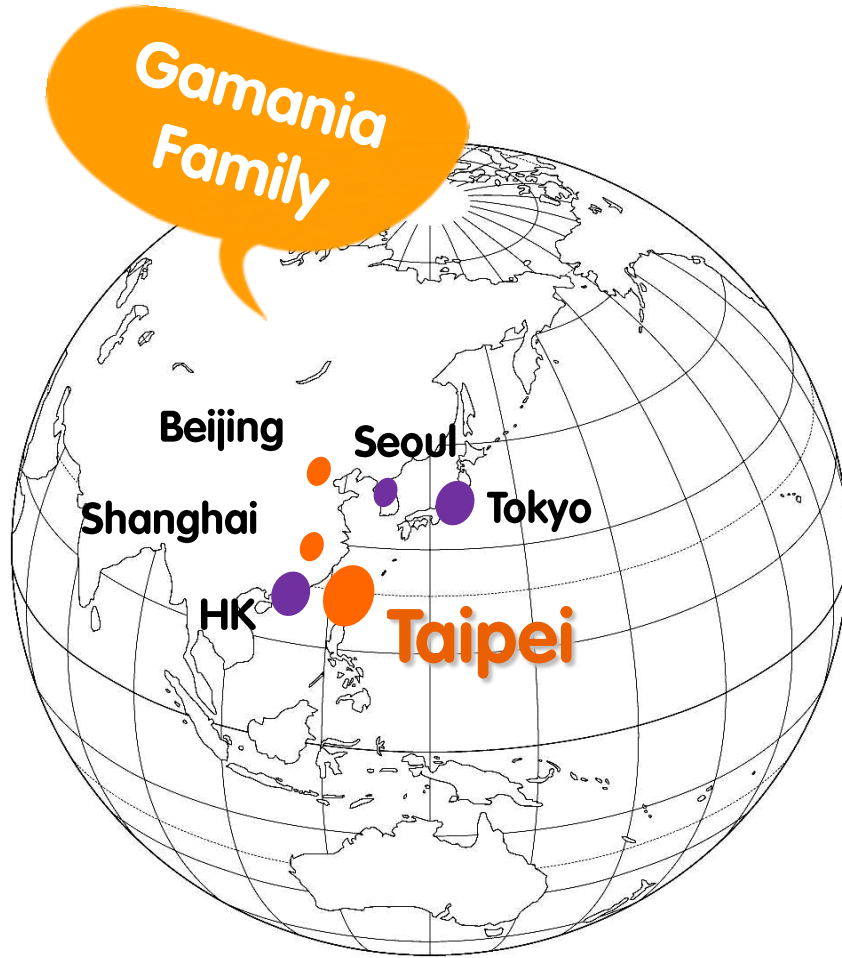 Gamania
Family
Beijing
Seoul
Shanghai
Tokyo
HK
Taipei